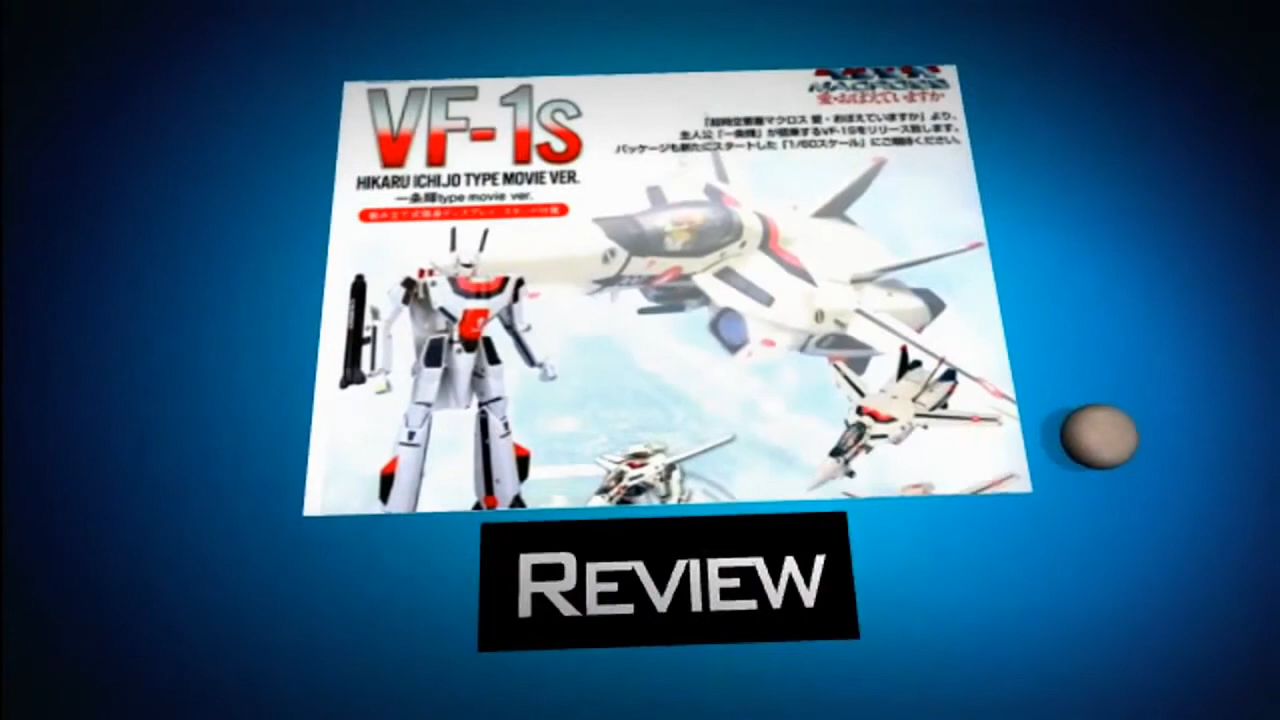 VF-1S
HIKARU ICHIJO TYPE MOVIE VER.
一条輝type movie ver.
MACROSS
愛・おぼえていますか
「超時空要塞マクロス 愛・おぼえていますか」より、
主人公「一条輝」が搭乗するVF-1Sをリリース致します。
パッケージも新たにスタートした「1/60スケール」にご期待ください。
REVIEW